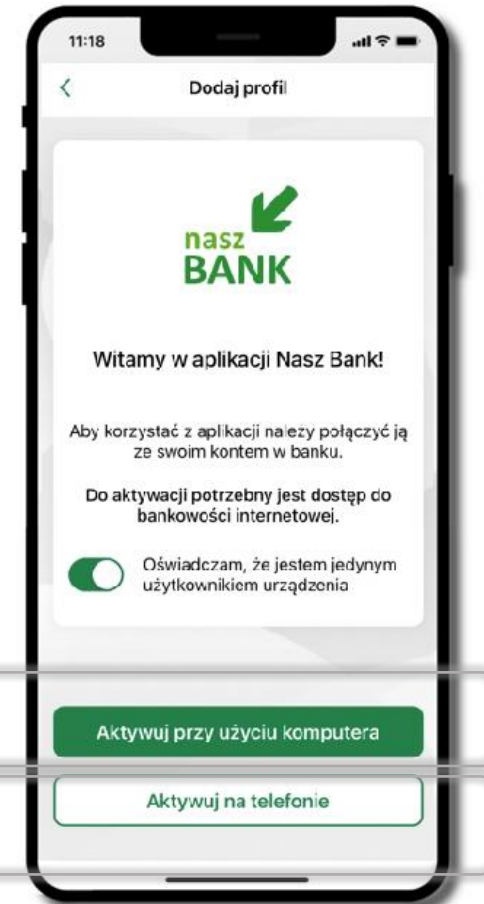 11:18
Dodaj profil
nasz
BANK
Witamy w aplikacji Nasz Bank!
Aby korzystać z aplikacji należy połączyć ją
ze swoim kontem w banku.
Do aktywacji potrzebny jest dostęp do
bankowości internetowej.
Oświadczam, że jestem jedynym
użytkownikiem urządzenia
Aktywuj przy użyciu komputera
Aktywuj na telefonie